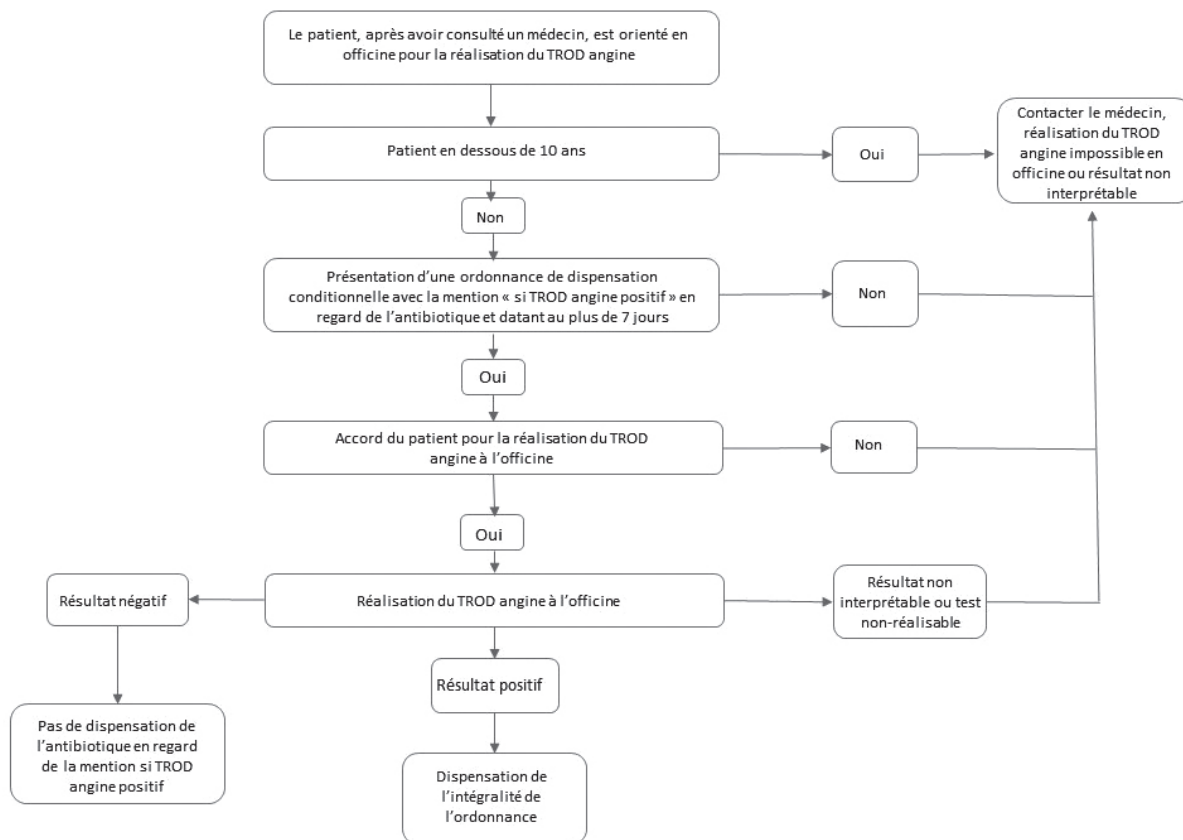 Le patient, après avoir consulté un médecin, est orienté en
officine pour la réalisation du TROD angine
Patient en dessous de 10 ans
Oui
Contacter le médecin,
réalisation du TROD
angine impossible en
officine ou résultat non
interprétable
Non
Présentation d’une ordonnance de dispensation
conditionnelle avec la mention « si TROD angine positif » en
regard de l’antibiotique et datant au plus de 7 jours
Non
Oui
Accord du patient pour la réalisation du TROD
angine à l’officine
Non
Oui
Résultat négatif
Réalisation du TROD angine à l’officine
Résultat non
interprétable ou test
non-réalisable
Résultat positif
Pas de dispensation de
l’antibiotique en regard
de la mention si TROD
angine positif
Dispensation de
l’intégralité de
l’ordonnance